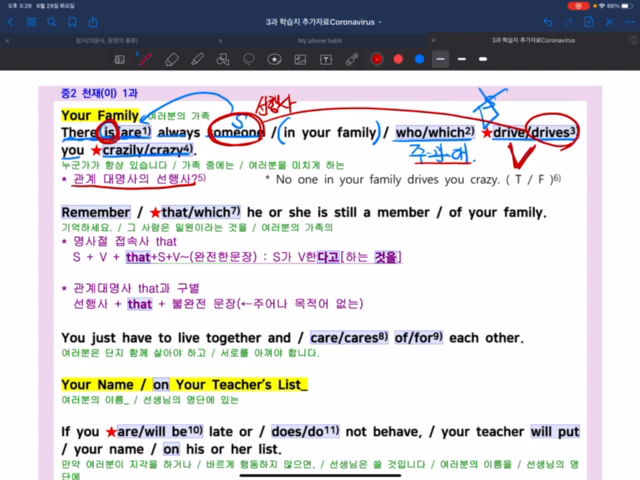 오후 3:29 6월 29일 화요일
66%
3과 학습지 추가자료Coronavirus
임시(의문사, 문장의 종류)
My phone habit
3과 학습지 추가자료Coronavirus
중2 천재(이) 1과
Your Family 여러분의 가족
S 선행사
There is/are1) always someone / in your family / who/which2) ★drive/drives3)
you ★crazily/crazy4).
주·관·대
누군가가 항상 있습니다 / 가족 중에는 / 여러분을 미치게 하는
* 관계 대명사의 선행사?5) * No one in your family drives you crazy. ( T / F )6)
Remember / ★that/which7) he or she is still a member / of your family.
기억하세요. / 그 사람은 일원이라는 것을 / 여러분의 가족의
* 명사절 접속사 that
S + V + that+S+V~(완전한문장) : S가 V한다고[하는 것을]
* 관계대명사 that과 구별
선행사 + that + 불완전 문장(←주어나 목적어 없는)
You just have to live together and / care/cares8) of/for9) each other.
여러분은 단지 함께 살아야 하고 / 서로를 아껴야 합니다.
Your Name / on Your Teacher's List_
여러분의 이름_ / 선생님의 명단에 있는
If you ★are/will be10) late or / does/do11) not behave, / your teacher will put
/ your name / on his or her list.
만약 여러분이 지각을 하거나 / 바르게 행동하지 않으면, / 선생님은 쓸 것입니다 / 여러분의 이름을 / 선생님의 명
단에